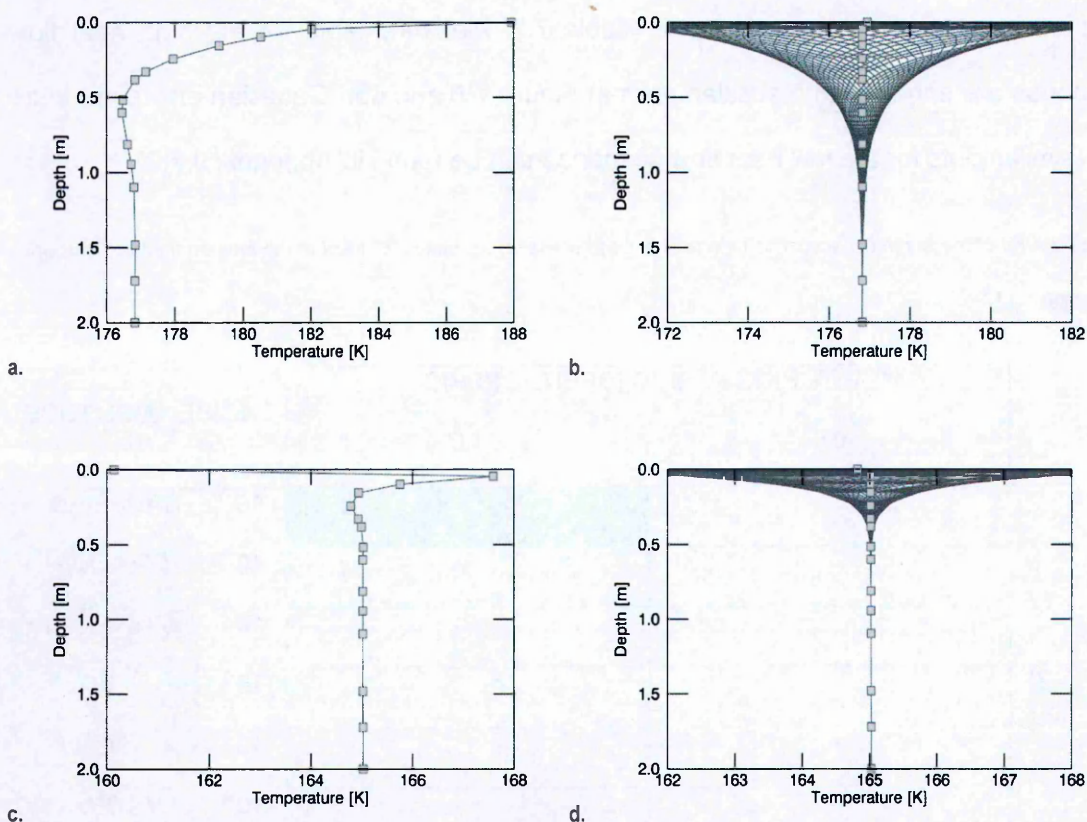 0.0
0.5
1.0
1.5
2.0
Depth [m]
176 178 180 182 184 186 188
Temperature [K]
a.
0.0
0.5
1.0
1.5
2.0
Depth [m]
172 174 176 178 180 182
Temperature [K]
b.
0.0
0.5
1.0
1.5
2.0
Depth [m]
160 162 164 166 168
Temperature [K]
c.
0.0
0.5
1.0
1.5
2.0
Depth [m]
162 163 164 165 166 167 168
Temperature [K]
d.